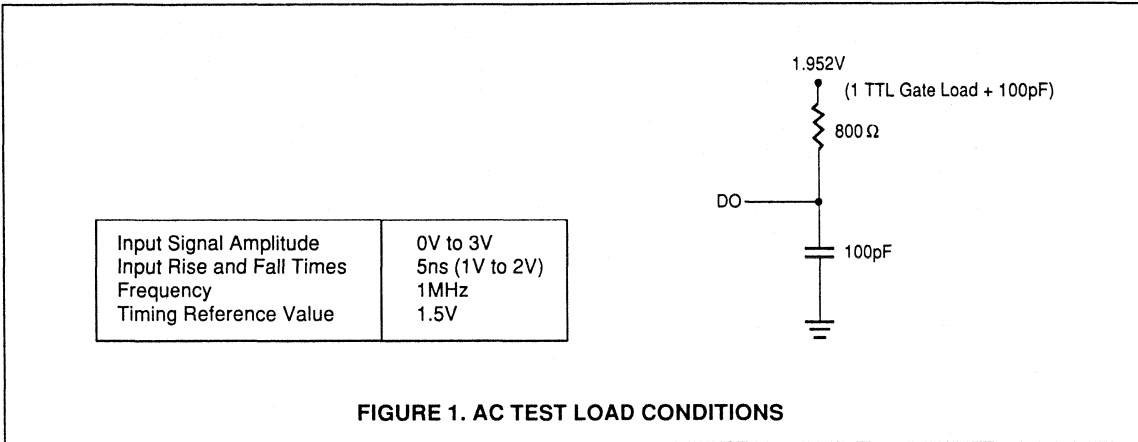 1.952V
(1 TTL Gate Load + 100pF)
800Ω
DO
100pF
Input Signal Amplitude 0V to 3V
Input Rise and Fall Times 5ns (1V to 2V)
Frequency 1MHz
Timing Reference Value 1.5V
FIGURE 1. AC TEST LOAD CONDITIONS